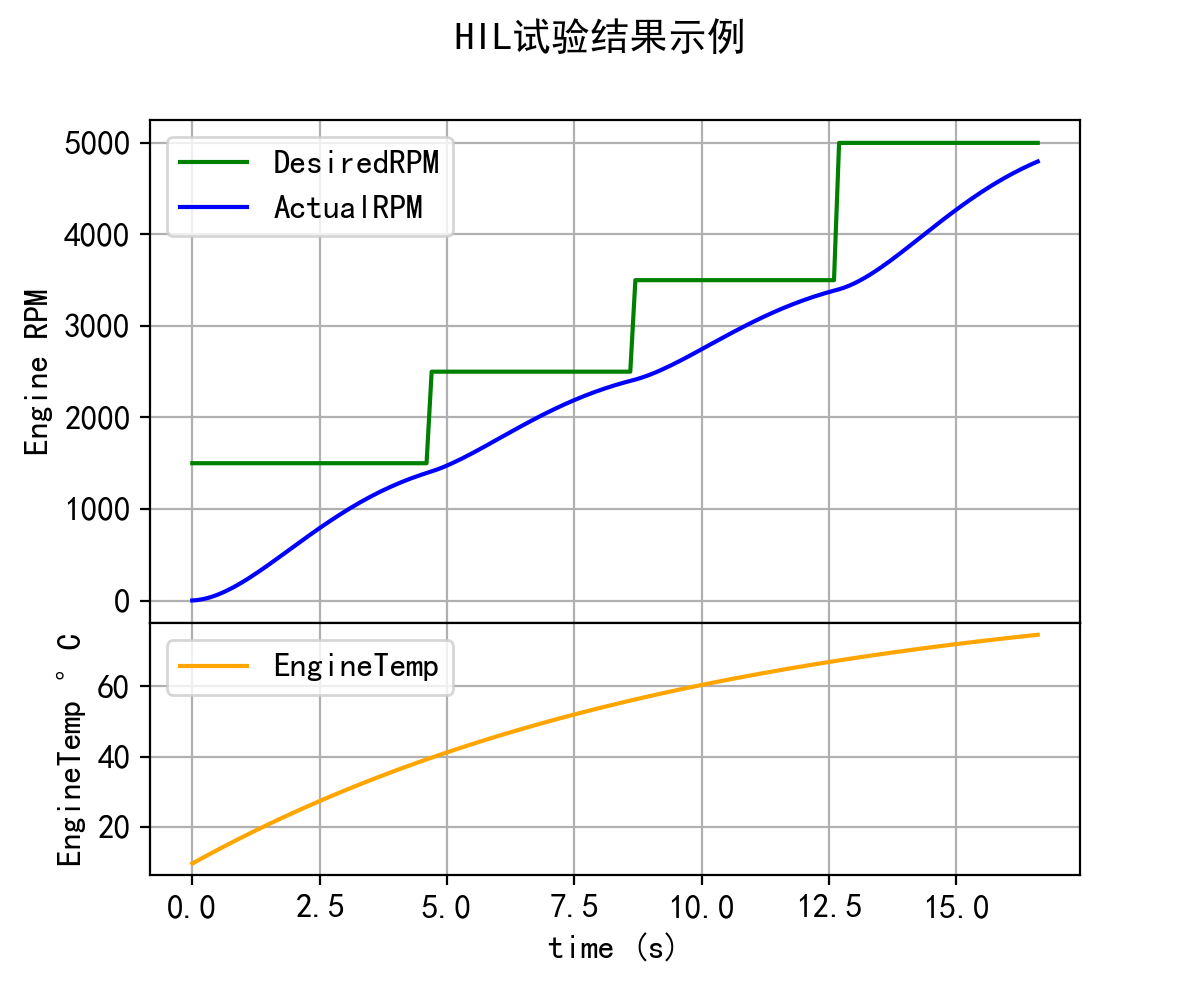 HIL试验结果示例
DesiredRPM
ActualRPM
Engine RPM
5000
4000
3000
2000
1000
0
EngineTemp
EngineTemp °C
60
40
20
0.0 2.5 5.0 7.5 10.0 12.5 15.0
time (s)